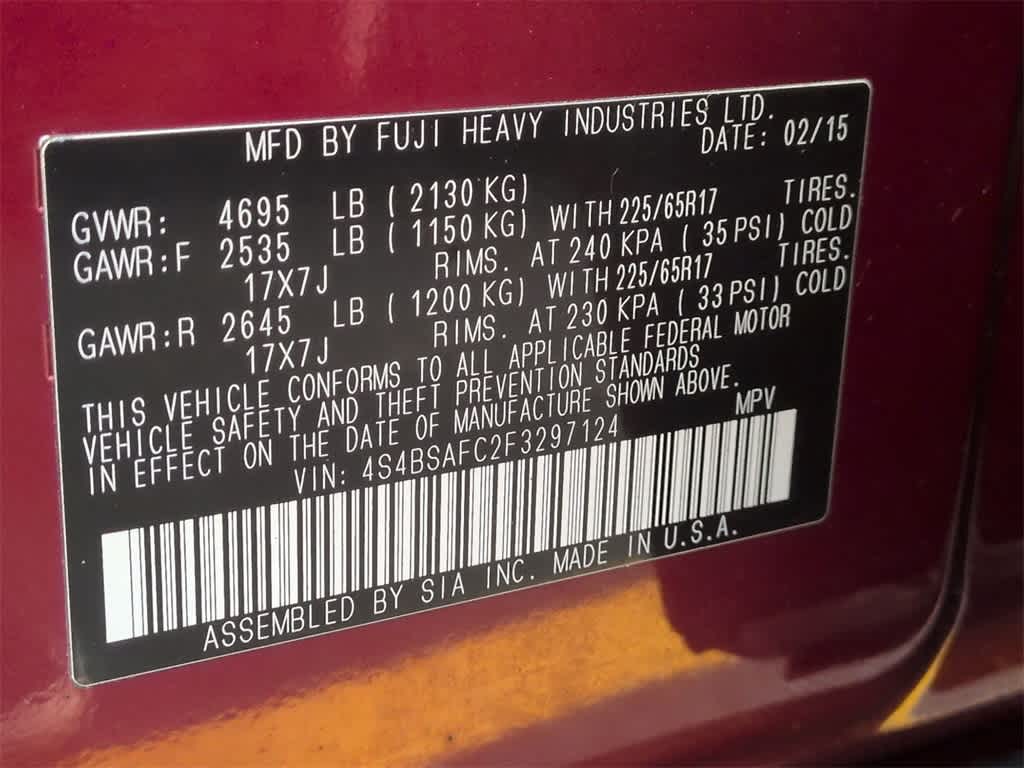 MFD BY FUJI HEAVY INDUSTRIES LTD.
DATE: 02/15
GVWR: 4695 LB ( 2130 KG)
GAWR:F 2535 LB ( 1150 KG) WITH 225/65R17 TIRES.
17X7J RIMS. AT 240 KPA ( 35 PSI) COLD
GAWR:R 2645 LB ( 1200 KG) WITH 225/65R17 TIRES.
17X7J RIMS. AT 230 KPA ( 33 PSI) COLD
THIS VEHICLE CONFORMS TO ALL APPLICABLE FEDERAL MOTOR
VEHICLE SAFETY AND THEFT PREVENTION STANDARDS
IN EFFECT ON THE DATE OF MANUFACTURE SHOWN ABOVE.
VIN: 4S4BSAFC2F3297124 MPV
ASSEMBLED BY SIA INC. MADE IN U.S.A.